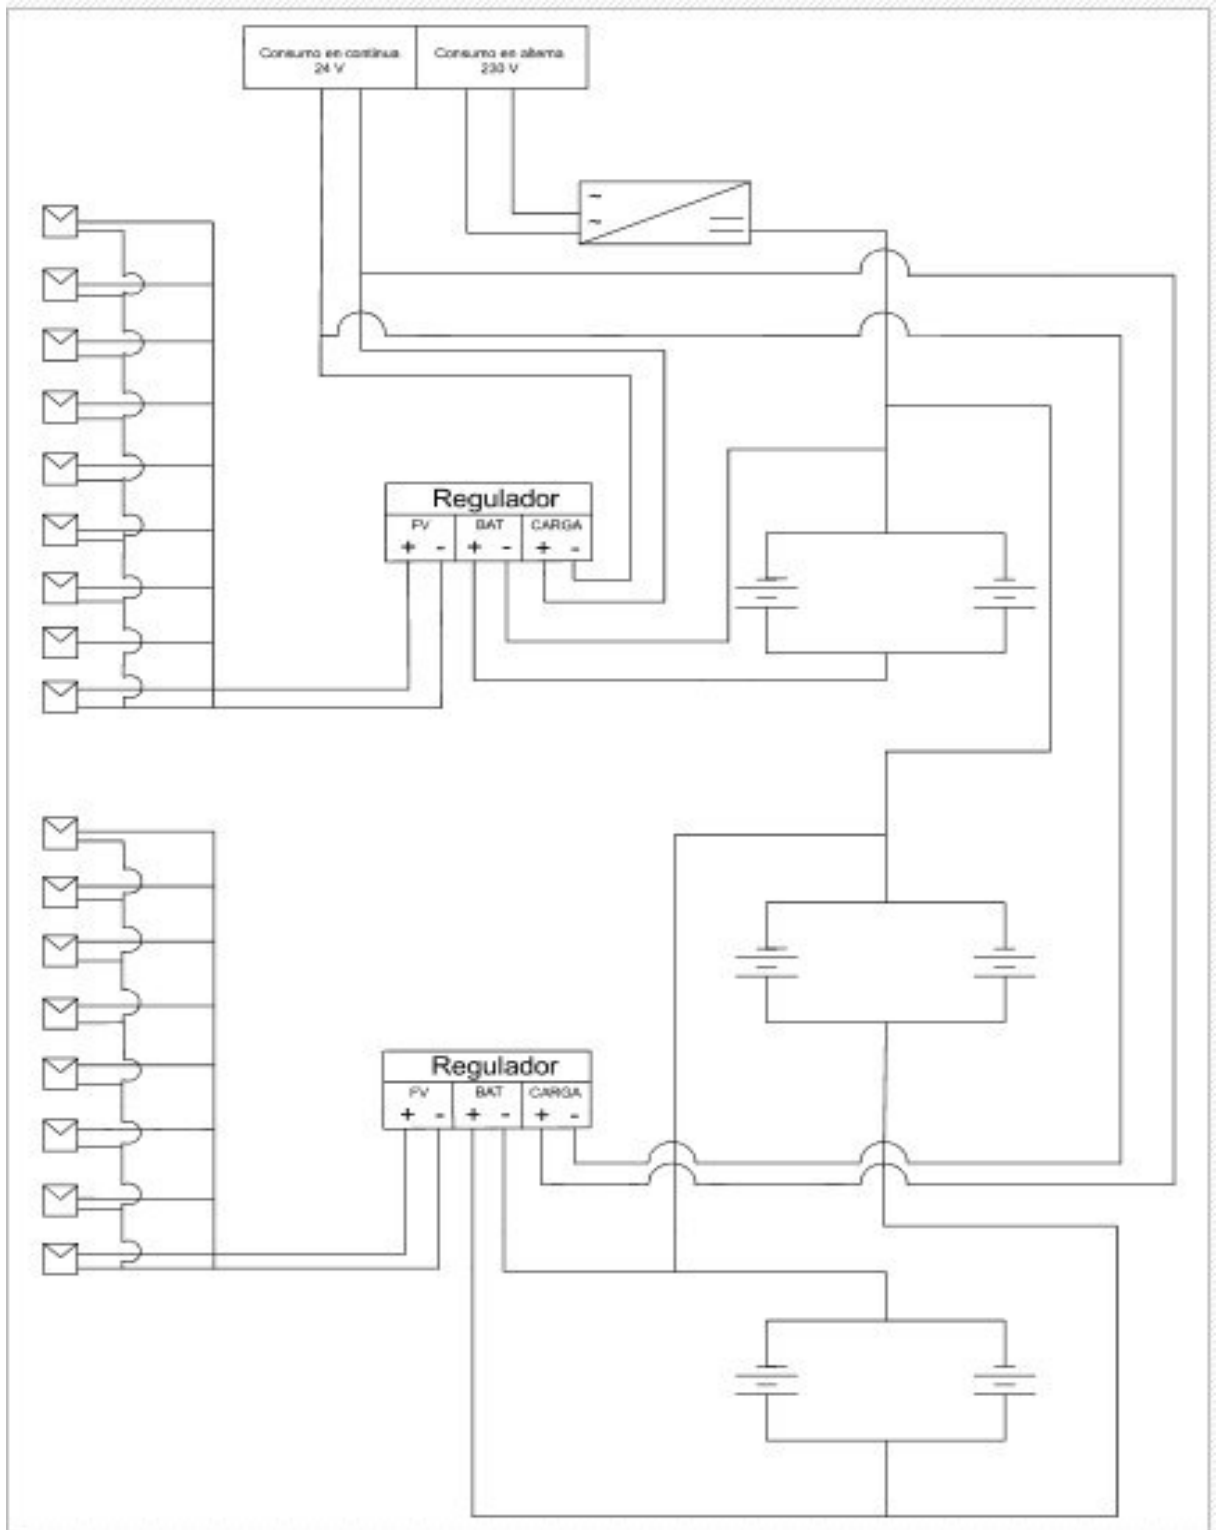 Consumo en continua
24 V
Consumo en alterna
230 V
~
~
Regulador
FV BAT CARGA
+ - + - + -
Regulador
FV BAT CARGA
+ - + - + -